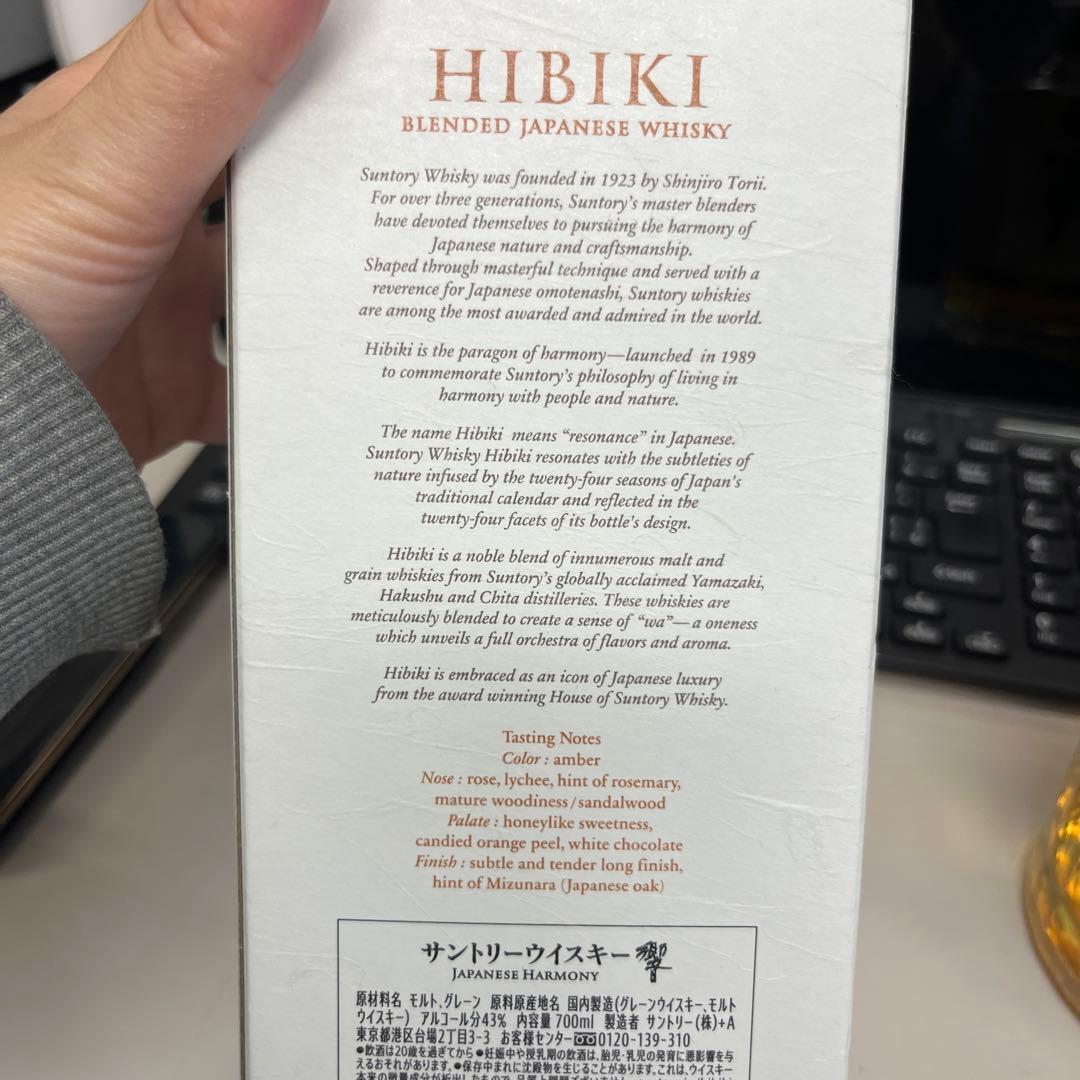 HIBIKI
BLENDED JAPANESE WHISKY
Suntory Whisky was founded in 1923 by Shinjiro Torii.
For over three generations, Suntory's master blenders
have devoted themselves to pursuing the harmony of
Japanese nature and craftsmanship.
Shaped through masterful technique and served with a
reverence for Japanese omotenashi, Suntory whiskies
are among the most awarded and admired in the world.
Hibiki is the paragon of harmony—launched in 1989
to commemorate Suntory's philosophy of living in
harmony with people and nature.
The name Hibiki means “resonance” in Japanese.
Suntory Whisky Hibiki resonates with the subtleties of
nature infused by the twenty-four seasons of Japan's
traditional calendar and reflected in the
twenty-four facets of its bottle's design.
Hibiki is a noble blend of innumerous malt and
grain whiskies from Suntory's globally acclaimed Yamazaki,
Hakushu and Chita distilleries. These whiskies are
meticulously blended to create a sense of “wa”— a oneness
which unveils a full orchestra of flavors and aroma.
Hibiki is embraced as an icon of Japanese luxury
from the award winning House of Suntory Whisky.
Tasting Notes
Color : amber
Nose : rose, lychee, hint of rosemary,
mature woodiness/sandalwood
Palate : honeylike sweetness,
candied orange peel, white chocolate
Finish : subtle and tender long finish,
hint of Mizunara (Japanese oak)
サントリーウイスキー響
JAPANESE HARMONY
原材料名 モルト、グレーン 原料原産地名 国内製造(グレーンウイスキー、モルト
ウイスキー) アルコール分43% 内容量 700ml 製造者 サントリー(株)+A
東京都港区台場2丁目3-3 お客様センター 0120-139-310
●飲酒は20歳を過ぎてから ●妊娠中や授乳期の飲酒は、胎児・乳児の発育に悪影響を与
えるおそれがあります。●保存中まれに沈殿物を生じることがあります。これは、ウイスキー